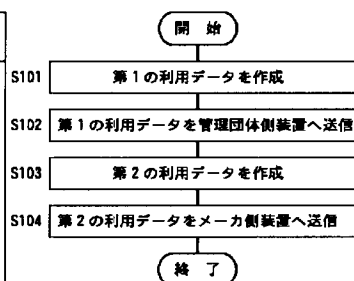 開 始
S101 第1の利用データを作成
S102 第1の利用データを管理団体側装置へ送信
S103 第2の利用データを作成
S104 第2の利用データをメーカ側装置へ送信
終 了